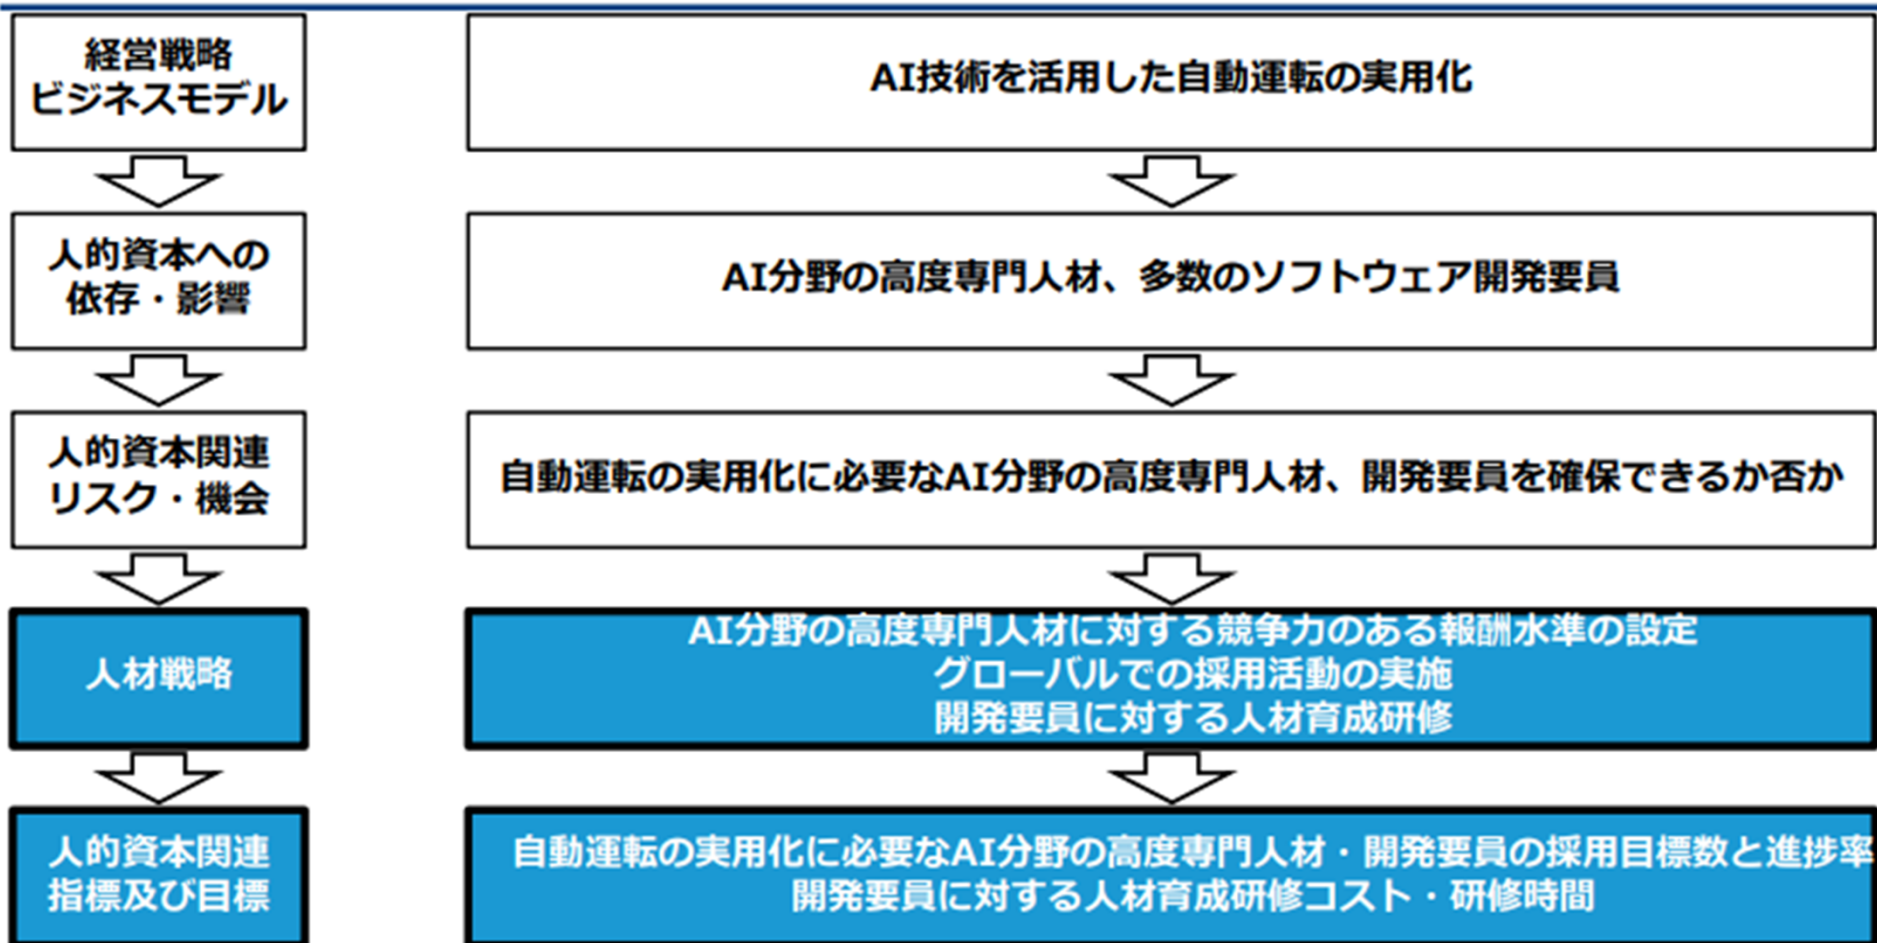 経営戦略
ビジネスモデル
AI技術を活用した自動運転の実用化
人的資本への
依存・影響
AI分野の高度専門人材、多数のソフトウェア開発要員
人的資本関連
リスク・機会
自動運転の実用化に必要なAI分野の高度専門人材、開発要員を確保できるか否か
人材戦略
AI分野の高度専門人材に対する競争力のある報酬水準の設定
グローバルでの採用活動の実施
開発要員に対する人材育成研修
人的資本関連
指標及び目標
自動運転の実用化に必要なAI分野の高度専門人材・開発要員の採用目標数と進捗率
開発要員に対する人材育成研修コスト・研修時間